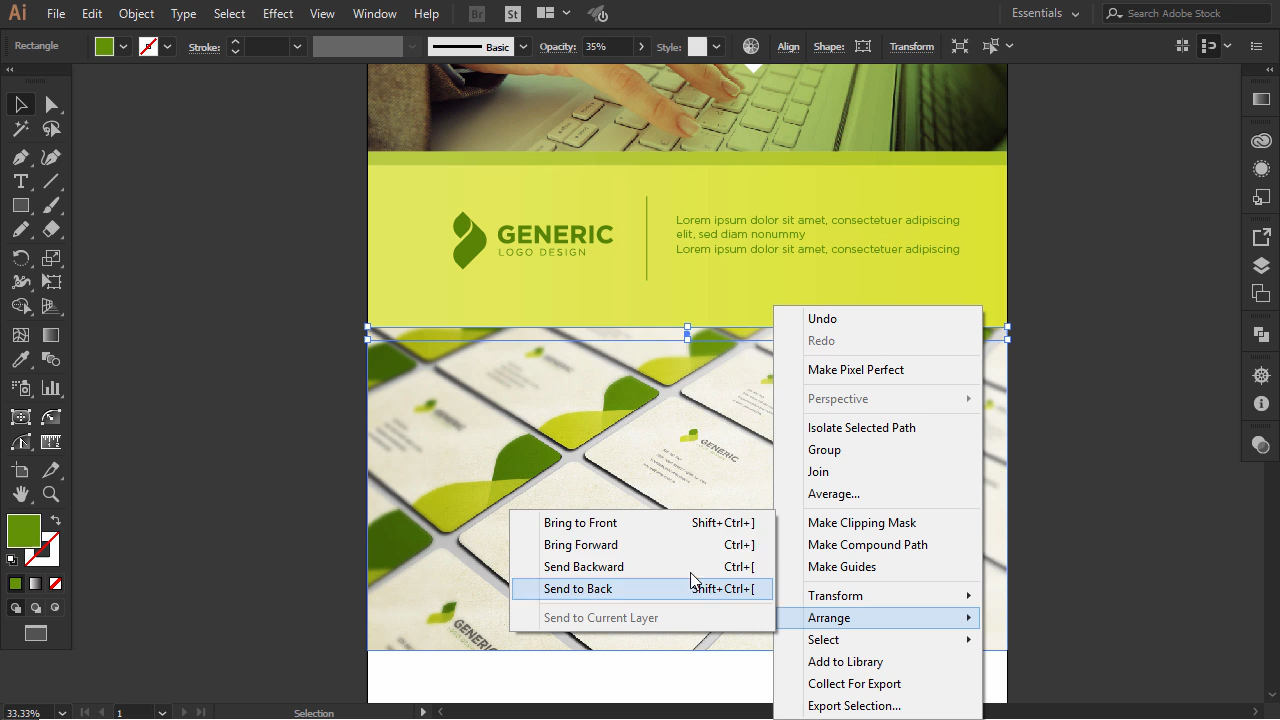 Ai File Edit Object Type Select Effect View Window Help Br St Essentials Search Adobe Stock
Rectangle Stroke: Basic Opacity: 35% Style: Align Shape: Transform
GENERIC
LOGO DESIGN
Lorem ipsum dolor sit amet, consectetuer adipiscing
elit, sed diam nonummy
Lorem ipsum dolor sit amet, consectetuer adipiscing
GENERIC
GENERIC
Undo
Redo
Make Pixel Perfect
Perspective
Isolate Selected Path
Group
Join
Average...
Make Clipping Mask
Make Compound Path
Make Guides
Transform
Arrange
Select
Add to Library
Collect For Export
Export Selection...
Bring to Front Shift+Ctrl+]
Bring Forward Ctrl+]
Send Backward Ctrl+[
Send to Back Shift+Ctrl+[
Send to Current Layer
33.33% 1 Selection